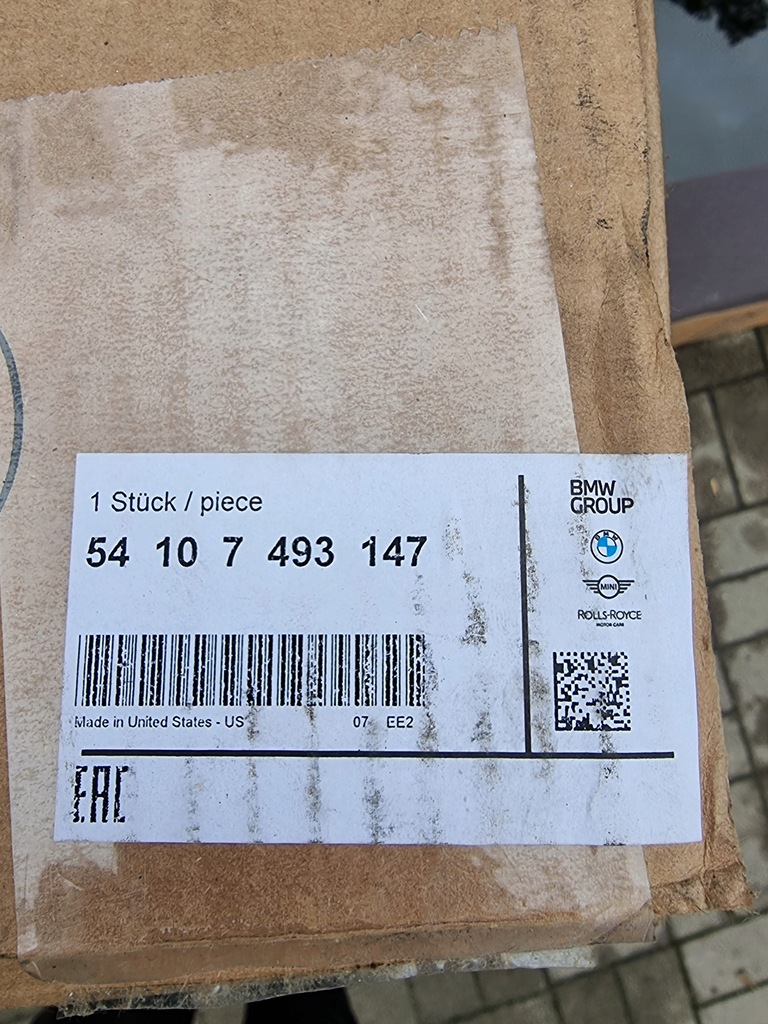 1 Stück / piece
54 10 7 493 147
Made in United States - US 07 EE2
EAC
BMW
GROUP
BMW
MINI
ROLLS-ROYCE
MOTOR CARS